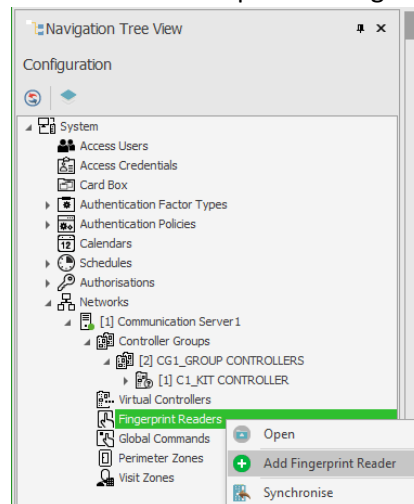 Navigation Tree View
Configuration
System
Access Users
Access Credentials
Card Box
Authentication Factor Types
Authentication Policies
12 Calendars
Schedules
Authorisations
Networks
[1] Communication Server1
Controller Groups
[2] CG1_GROUP CONTROLLERS
[1] C1_KIT CONTROLLER
Virtual Controllers
Fingerprint Readers
Open
Global Commands
Add Fingerprint Reader
Perimeter Zones
Visit Zones
Synchronise